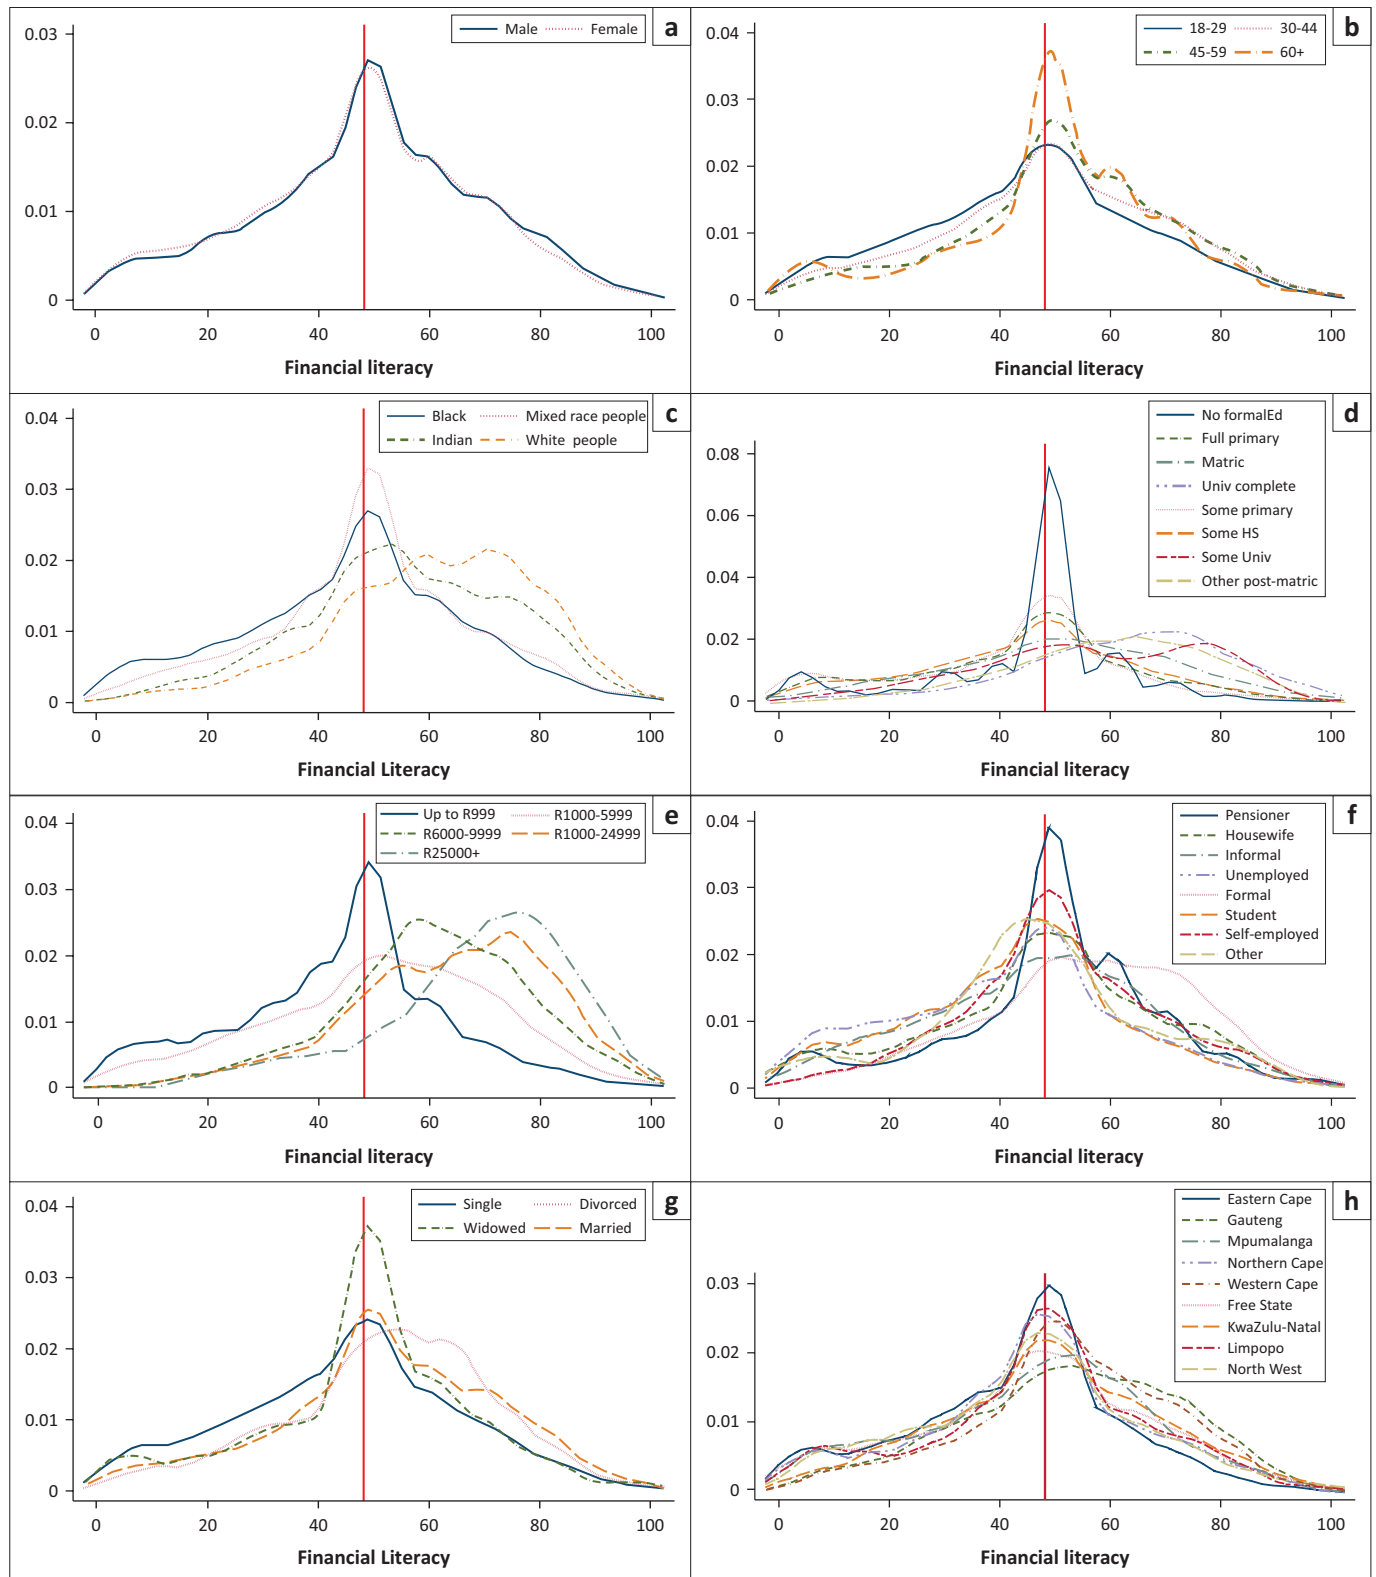 a
Male Female
0.03
0.02
0.01
0
0 20 40 60 80 100
Financial literacy
b
18-29 30-44
45-59 60+
0.04
0.03
0.02
0.01
0
0 20 40 60 80 100
Financial literacy
c
Black Mixed race people
Indian White people
0.04
0.03
0.02
0.01
0
0 20 40 60 80 100
Financial Literacy
d
No formalEd
Full primary
Matric
Univ complete
Some primary
Some HS
Some Univ
Other post-matric
0.08
0.06
0.04
0.02
0
0 20 40 60 80 100
Financial literacy
e
Up to R999 R1000-5999
R6000-9999 R1000-24999
R25000+
0.04
0.03
0.02
0.01
0
0 20 40 60 80 100
Financial literacy
f
Pensioner
Housewife
Informal
Unemployed
Formal
Student
Self-employed
Other
0.04
0.03
0.02
0.01
0
0 20 40 60 80 100
Financial literacy
g
Single Divorced
Widowed Married
0.04
0.03
0.02
0.01
0
0 20 40 60 80 100
Financial Literacy
h
Eastern Cape
Gauteng
Mpumalanga
Northern Cape
Western Cape
Free State
KwaZulu-Natal
Limpopo
North West
0.03
0.02
0.01
0
0 20 40 60 80 100
Financial literacy